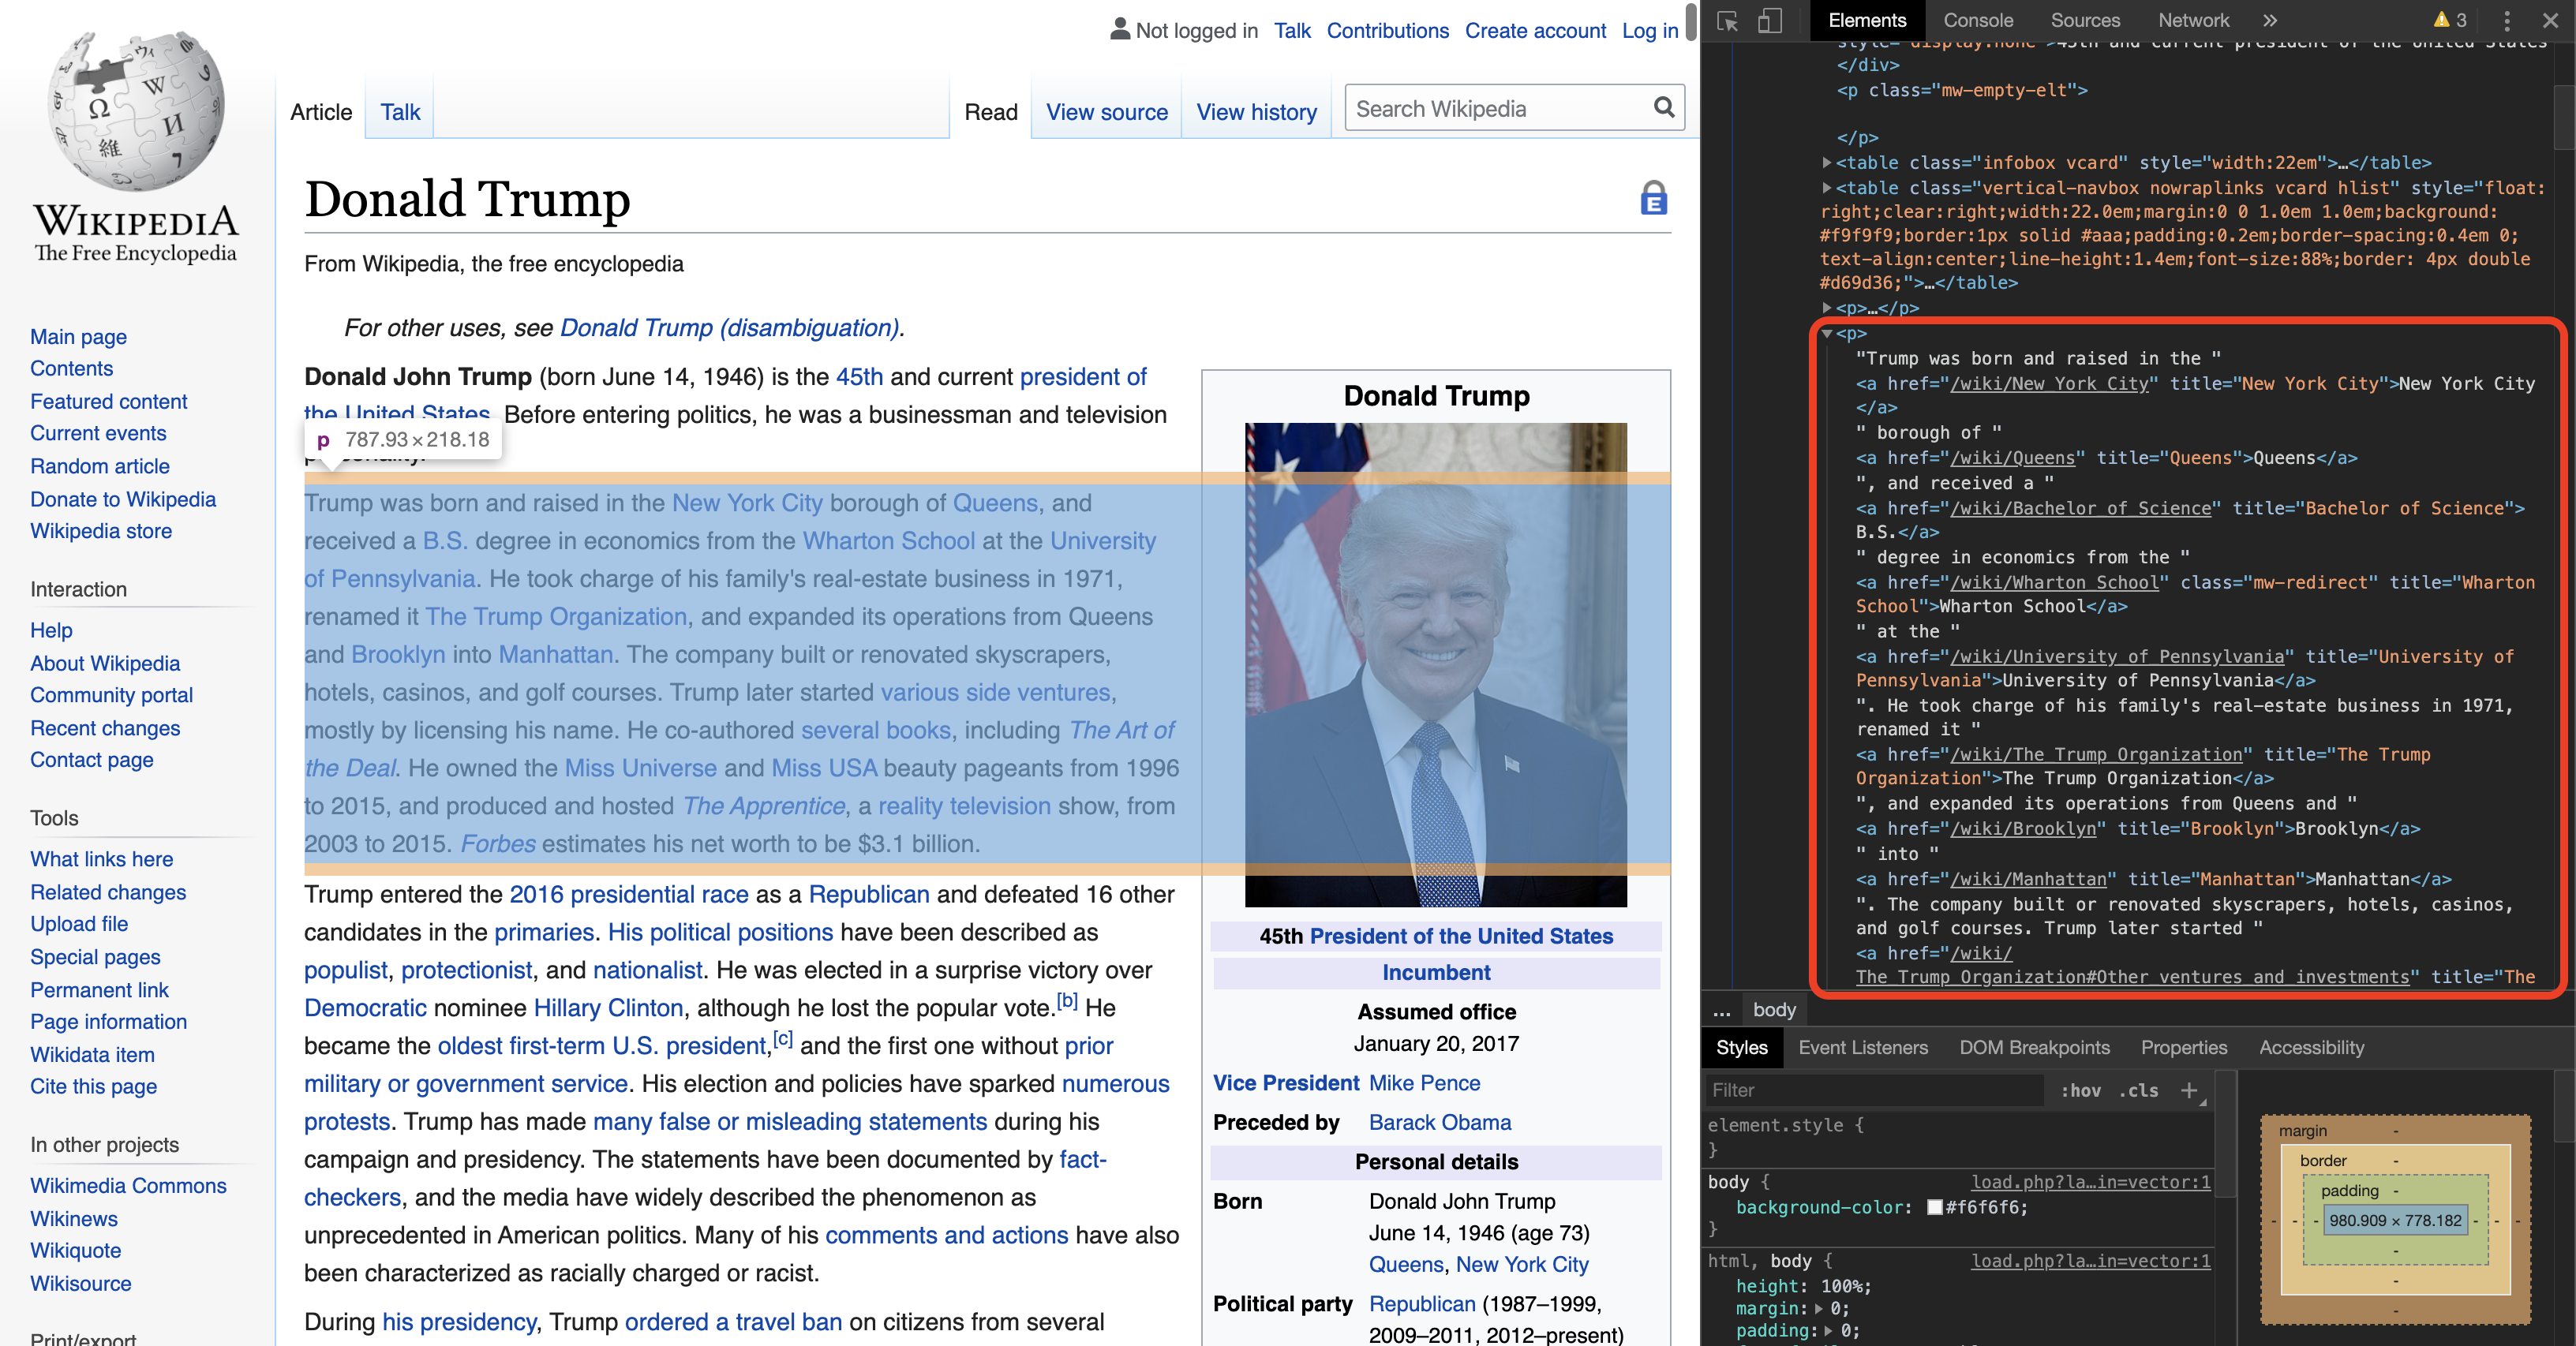 Not logged in Talk Contributions Create account Log in
Article Talk Read View source View history Search Wikipedia
WIKIPEDIA
The Free Encyclopedia
Main page
Contents
Featured content
Current events
Random article
Donate to Wikipedia
Wikipedia store
Interaction
Help
About Wikipedia
Community portal
Recent changes
Contact page
Tools
What links here
Related changes
Upload file
Special pages
Permanent link
Page information
Wikidata item
Cite this page
In other projects
Wikimedia Commons
Wikinews
Wikiquote
Wikisource
Print/export
Donald Trump
E
From Wikipedia, the free encyclopedia
For other uses, see Donald Trump (disambiguation).
Donald John Trump (born June 14, 1946) is the 45th and current president of
the United States. Before entering politics, he was a businessman and television
p 787.93 × 218.18
Trump was born and raised in the New York City borough of Queens, and
received a B.S. degree in economics from the Wharton School at the University
of Pennsylvania. He took charge of his family's real-estate business in 1971,
renamed it The Trump Organization, and expanded its operations from Queens
and Brooklyn into Manhattan. The company built or renovated skyscrapers,
hotels, casinos, and golf courses. Trump later started various side ventures,
mostly by licensing his name. He co-authored several books, including The Art of
the Deal. He owned the Miss Universe and Miss USA beauty pageants from 1996
to 2015, and produced and hosted The Apprentice, a reality television show, from
2003 to 2015. Forbes estimates his net worth to be $3.1 billion.
Trump entered the 2016 presidential race as a Republican and defeated 16 other
candidates in the primaries. His political positions have been described as
populist, protectionist, and nationalist. He was elected in a surprise victory over
Democratic nominee Hillary Clinton, although he lost the popular vote.[b] He
became the oldest first-term U.S. president,[c] and the first one without prior
military or government service. His election and policies have sparked numerous
protests. Trump has made many false or misleading statements during his
campaign and presidency. The statements have been documented by fact-
checkers, and the media have widely described the phenomenon as
unprecedented in American politics. Many of his comments and actions have also
been characterized as racially charged or racist.
During his presidency, Trump ordered a travel ban on citizens from several
Donald Trump
45th President of the United States
Incumbent
Assumed office
January 20, 2017
Vice President Mike Pence
Preceded by Barack Obama
Personal details
Born Donald John Trump
June 14, 1946 (age 73)
Queens, New York City
Political party Republican (1987–1999,
2009–2011, 2012–present)
Elements Console Sources Network » 3
style="display:none">45th and current president of the United States
</div>
<p class="mw-empty-elt">
</p>
<table class="infobox vcard" style="width:22em">…</table>
<table class="vertical-navbox nowraplinks vcard hlist" style="float:
right;clear:right;width:22.0em;margin:0 0 1.0em 1.0em;background:
#f9f9f9;border:1px solid #aaa;padding:0.2em;border-spacing:0.4em 0;
text-align:center;line-height:1.4em;font-size:88%;border: 4px double
#d69d36;">…</table>
<p>…</p>
<p>
"Trump was born and raised in the "
<a href="/wiki/New_York_City" title="New York City">New York City
</a>
" borough of "
<a href="/wiki/Queens" title="Queens">Queens</a>
", and received a "
<a href="/wiki/Bachelor_of_Science" title="Bachelor of Science">
B.S.</a>
" degree in economics from the "
<a href="/wiki/Wharton_School" class="mw-redirect" title="Wharton
School">Wharton School</a>
" at the "
<a href="/wiki/University_of_Pennsylvania" title="University of
Pennsylvania">University of Pennsylvania</a>
". He took charge of his family's real-estate business in 1971,
renamed it "
<a href="/wiki/The_Trump_Organization" title="The Trump
Organization">The Trump Organization</a>
", and expanded its operations from Queens and "
<a href="/wiki/Brooklyn" title="Brooklyn">Brooklyn</a>
" into "
<a href="/wiki/Manhattan" title="Manhattan">Manhattan</a>
". The company built or renovated skyscrapers, hotels, casinos,
and golf courses. Trump later started "
<a href="/wiki/
The_Trump_Organization#Other_ventures_and_investments" title="The
... body
Styles Event Listeners DOM Breakpoints Properties Accessibility
Filter :hov .cls +
element.style {
}
body { load.php?la…in=vector:1
background-color: #f6f6f6;
}
html, body { load.php?la…in=vector:1
height: 100%;
margin: 0;
padding: 0;
margin -
border -
padding -
- - - 980.909 × 778.182 - - -
-
-
-